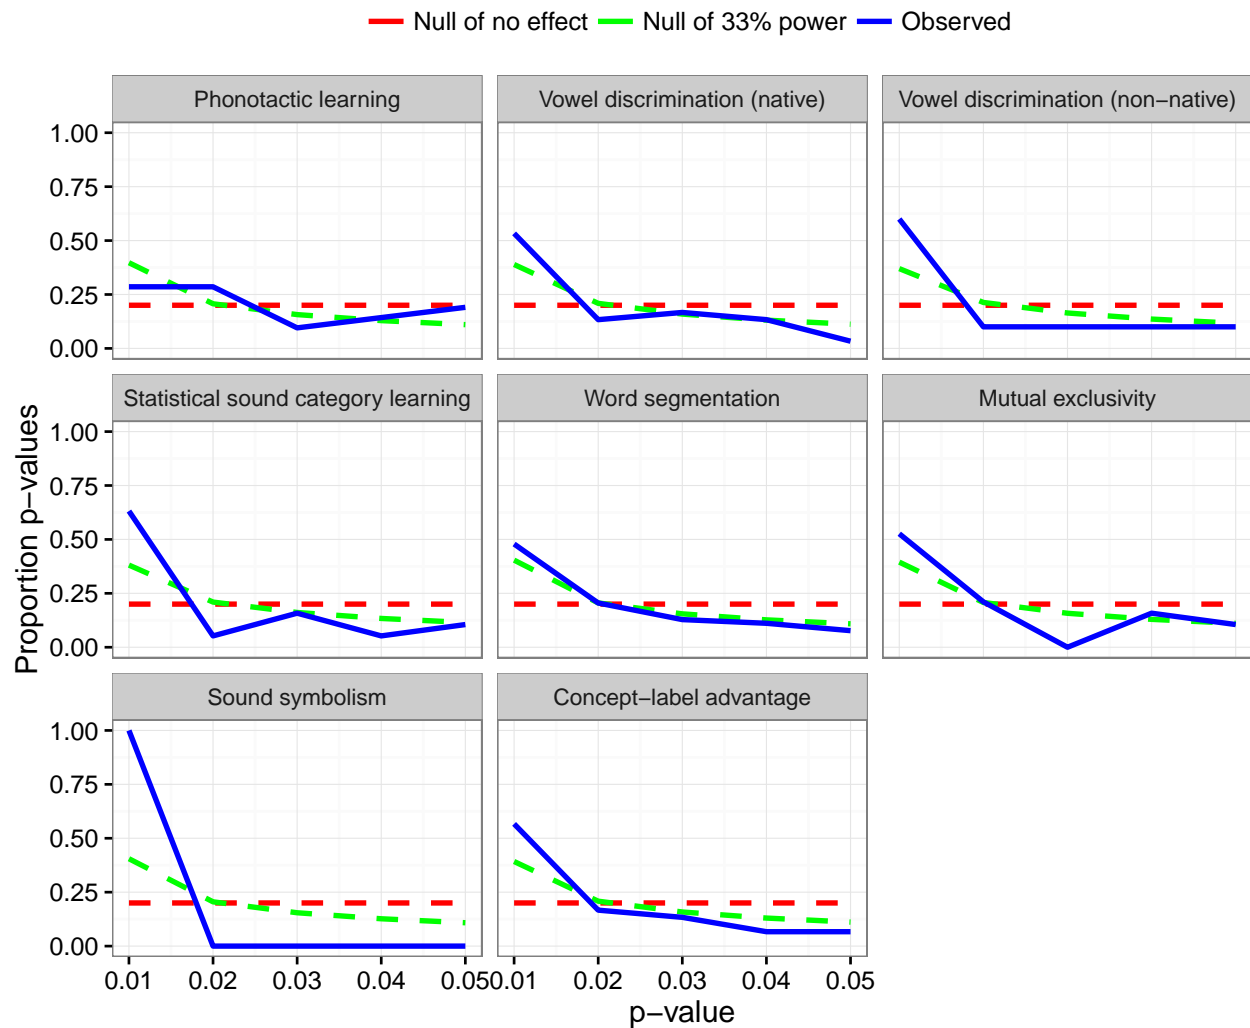 Null of no effect Null of 33% power Observed
Phonotactic learning Vowel discrimination (native) Vowel discrimination (non−native)
1.00
0.75
0.50
0.25
0.00
Statistical sound category learning Word segmentation Mutual exclusivity
1.00
0.75
0.50
0.25
0.00
Proportion p−values
Sound symbolism Concept−label advantage
1.00
0.75
0.50
0.25
0.00
0.01 0.02 0.03 0.04 0.05 0.01 0.02 0.03 0.04 0.05
p−value